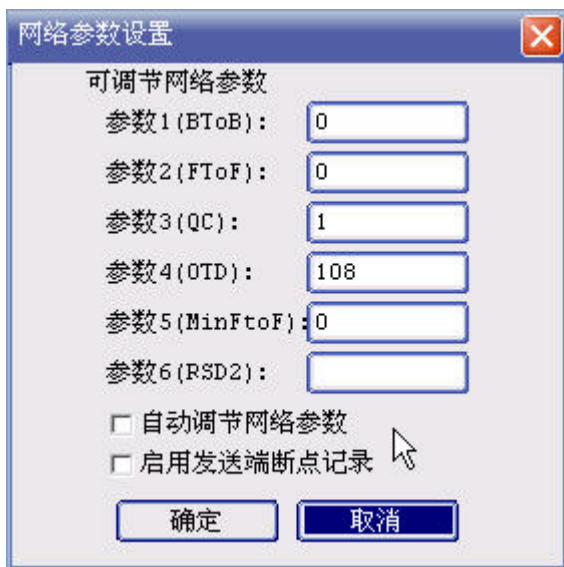 网络参数设置
可调节网络参数
参数1(BToB): 0
参数2(FToF): 0
参数3(QC): 1
参数4(OTD): 108
参数5(MinFtoF): 0
参数6(RSD2):
自动调节网络参数
启用发送端断点记录
确定 取消